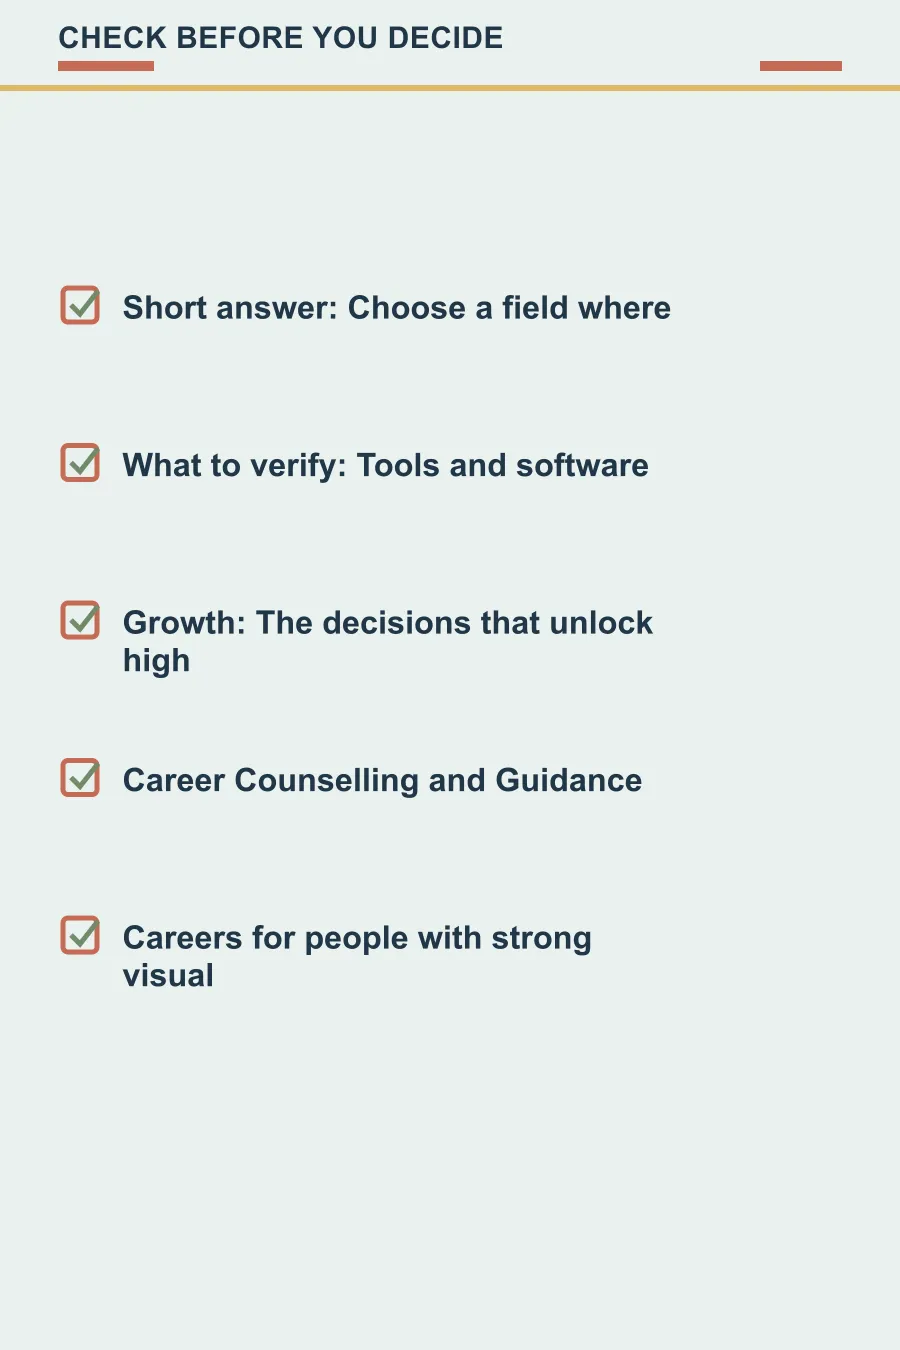 CHECK BEFORE YOU DECIDE
Short answer: Choose a field where
What to verify: Tools and software
Growth: The decisions that unlock
high
Career Counselling and Guidance
Careers for people with strong
visual